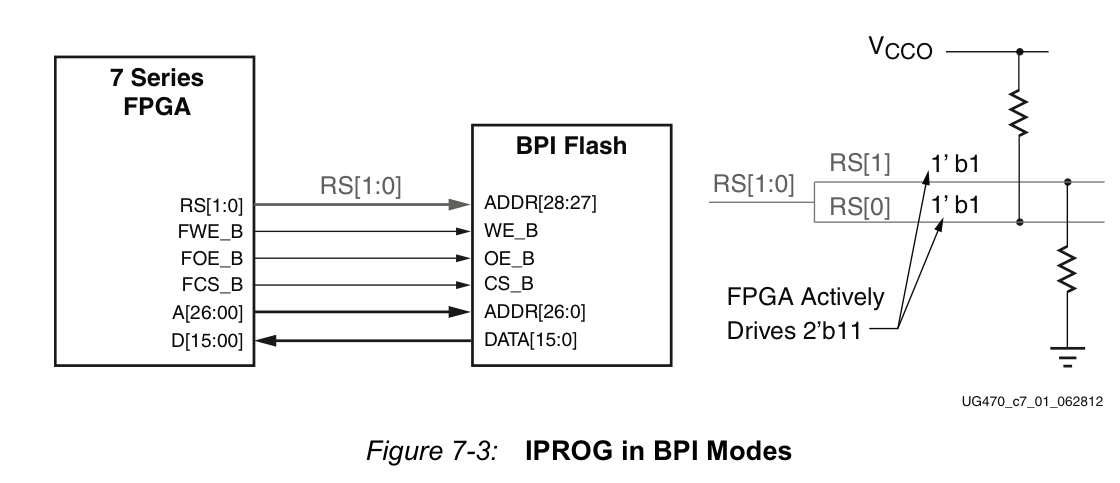 7 Series
FPGA
RS[1:0]
FWE_B
FOE_B
FCS_B
A[26:00]
D[15:00]
RS[1:0]
BPI Flash
ADDR[28:27]
WE_B
OE_B
CS_B
ADDR[26:0]
DATA[15:0]
VCCO
RS[1:0]
RS[1] 1' b1
RS[0] 1' b1
FPGA Actively
Drives 2'b11
UG470_c7_01_062812
Figure 7-3: IPROG in BPI Modes